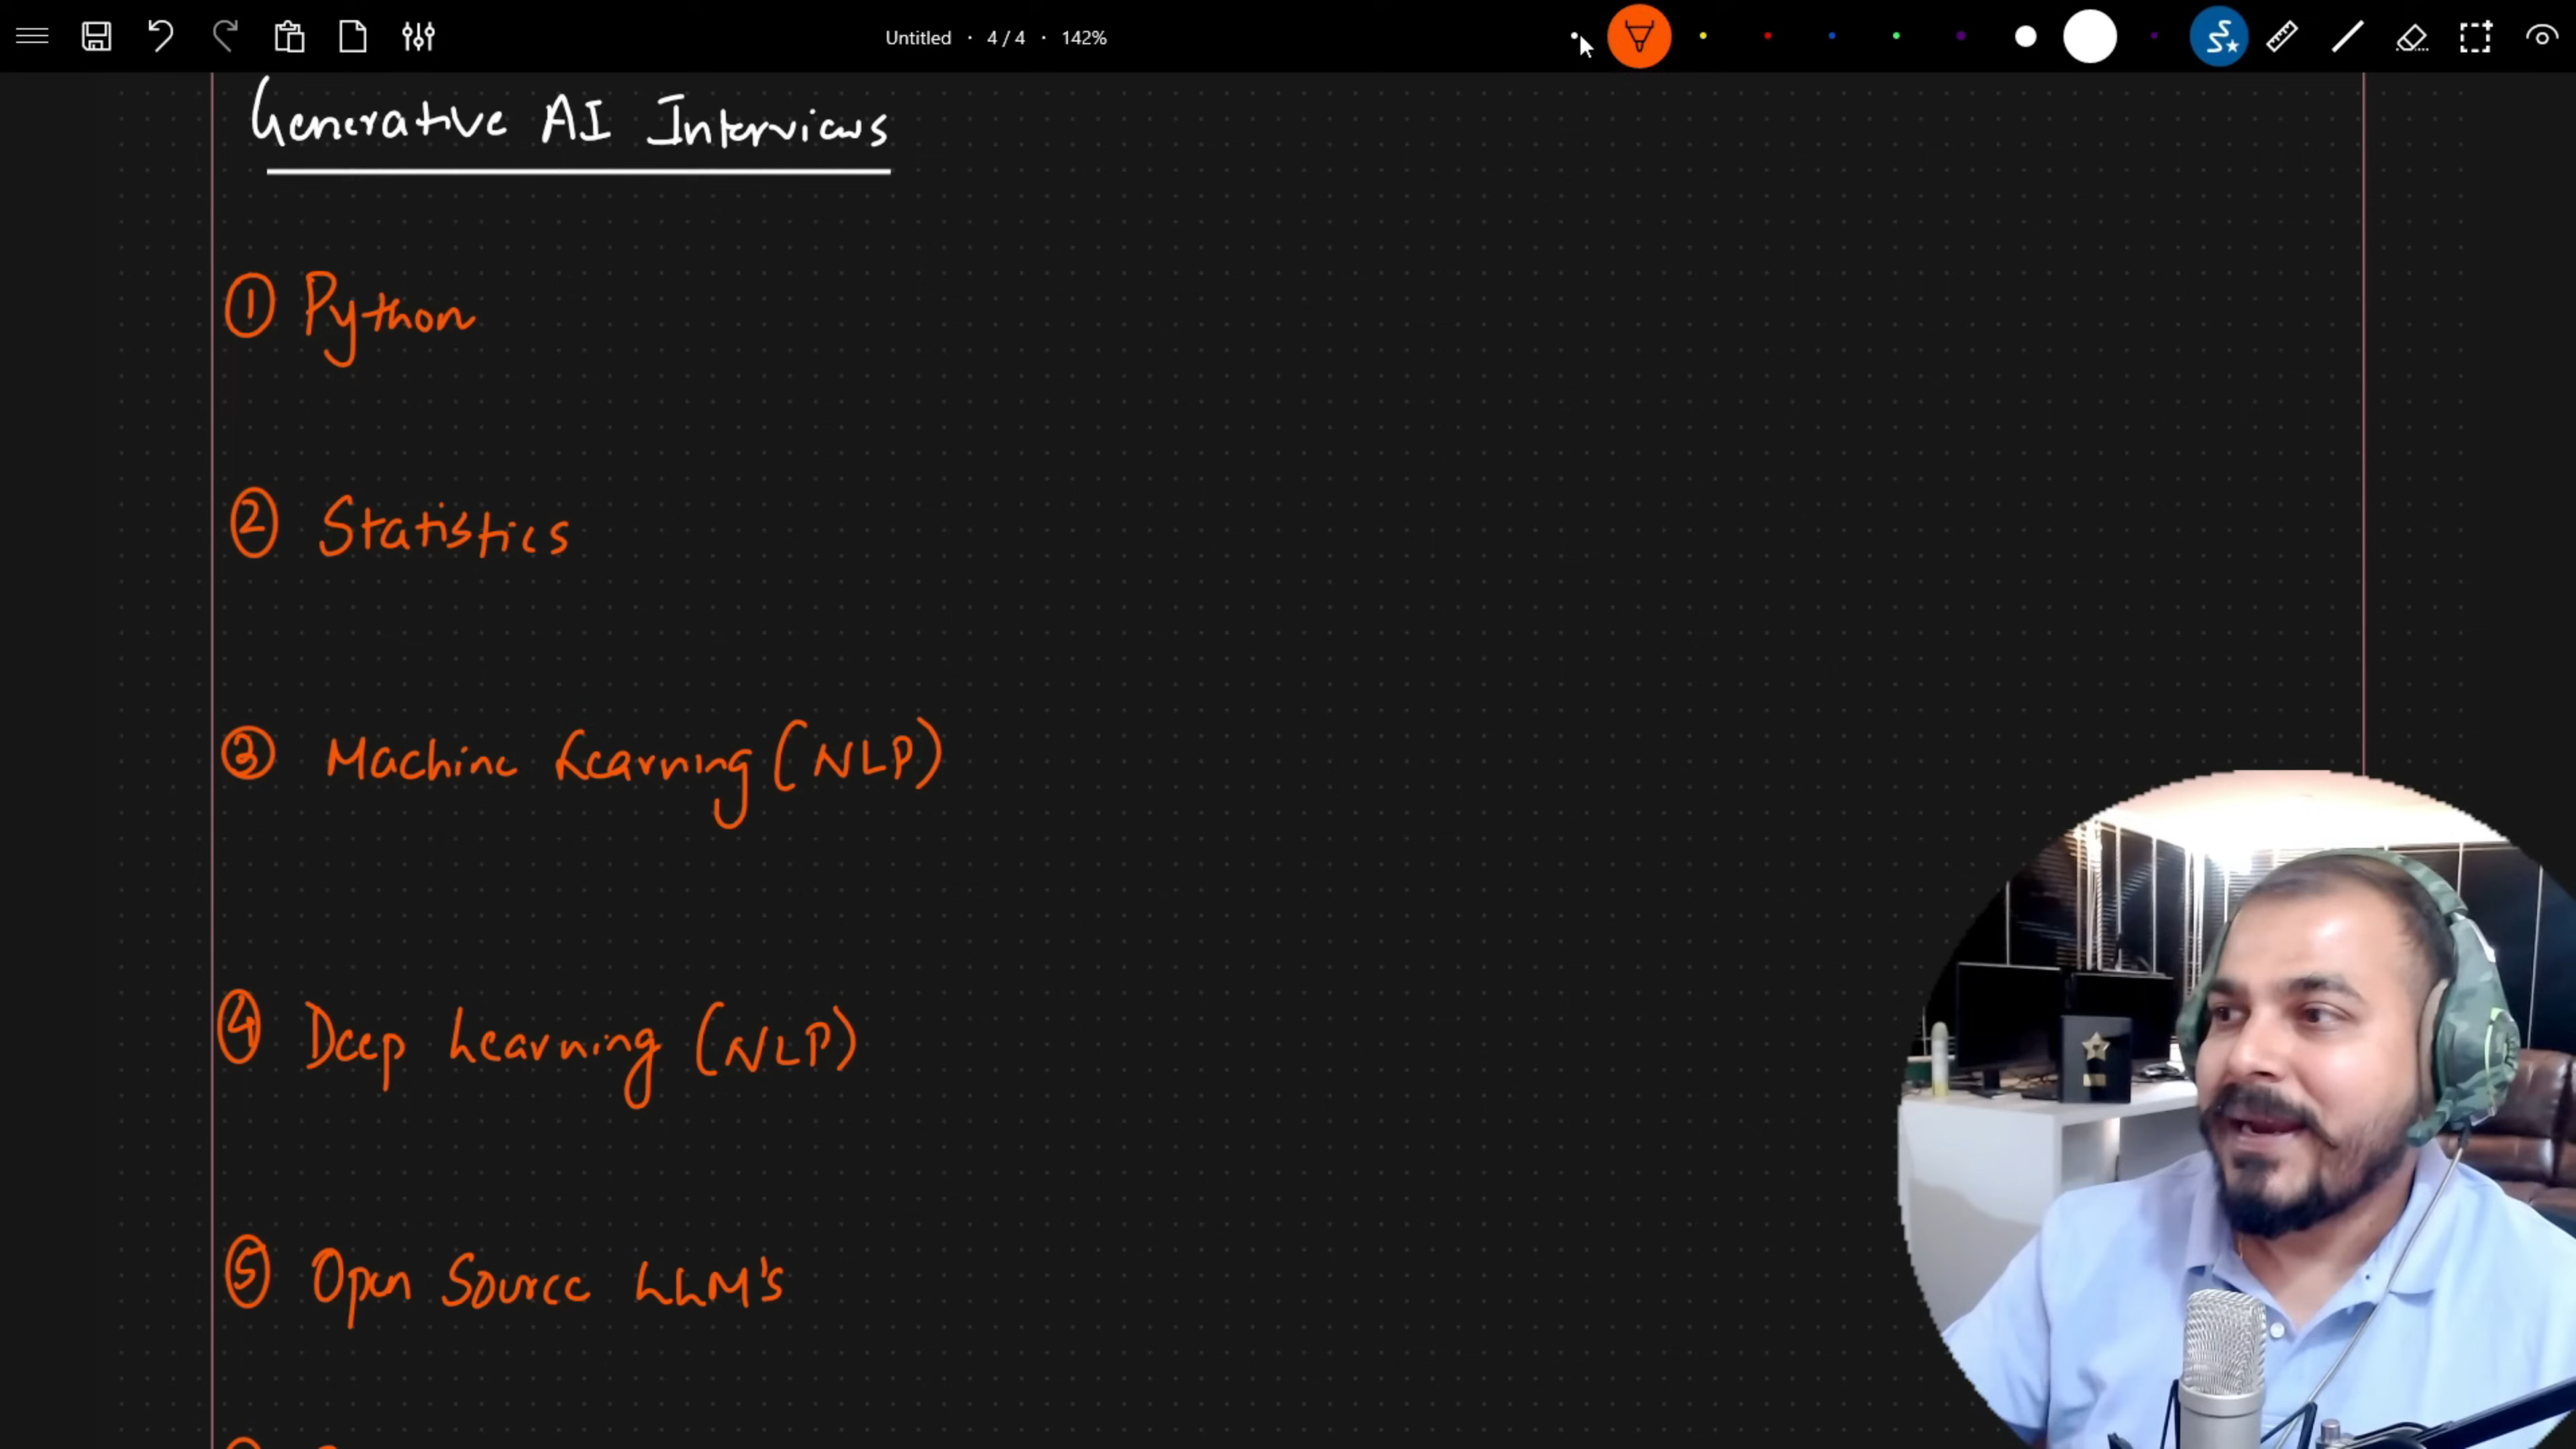 Untitled · 4 / 4 · 142%
Generative AI Interviews
① Python
② Statistics
③ Machine Learning (NLP)
④ Deep Learning (NLP)
⑤ Open Source LLM's